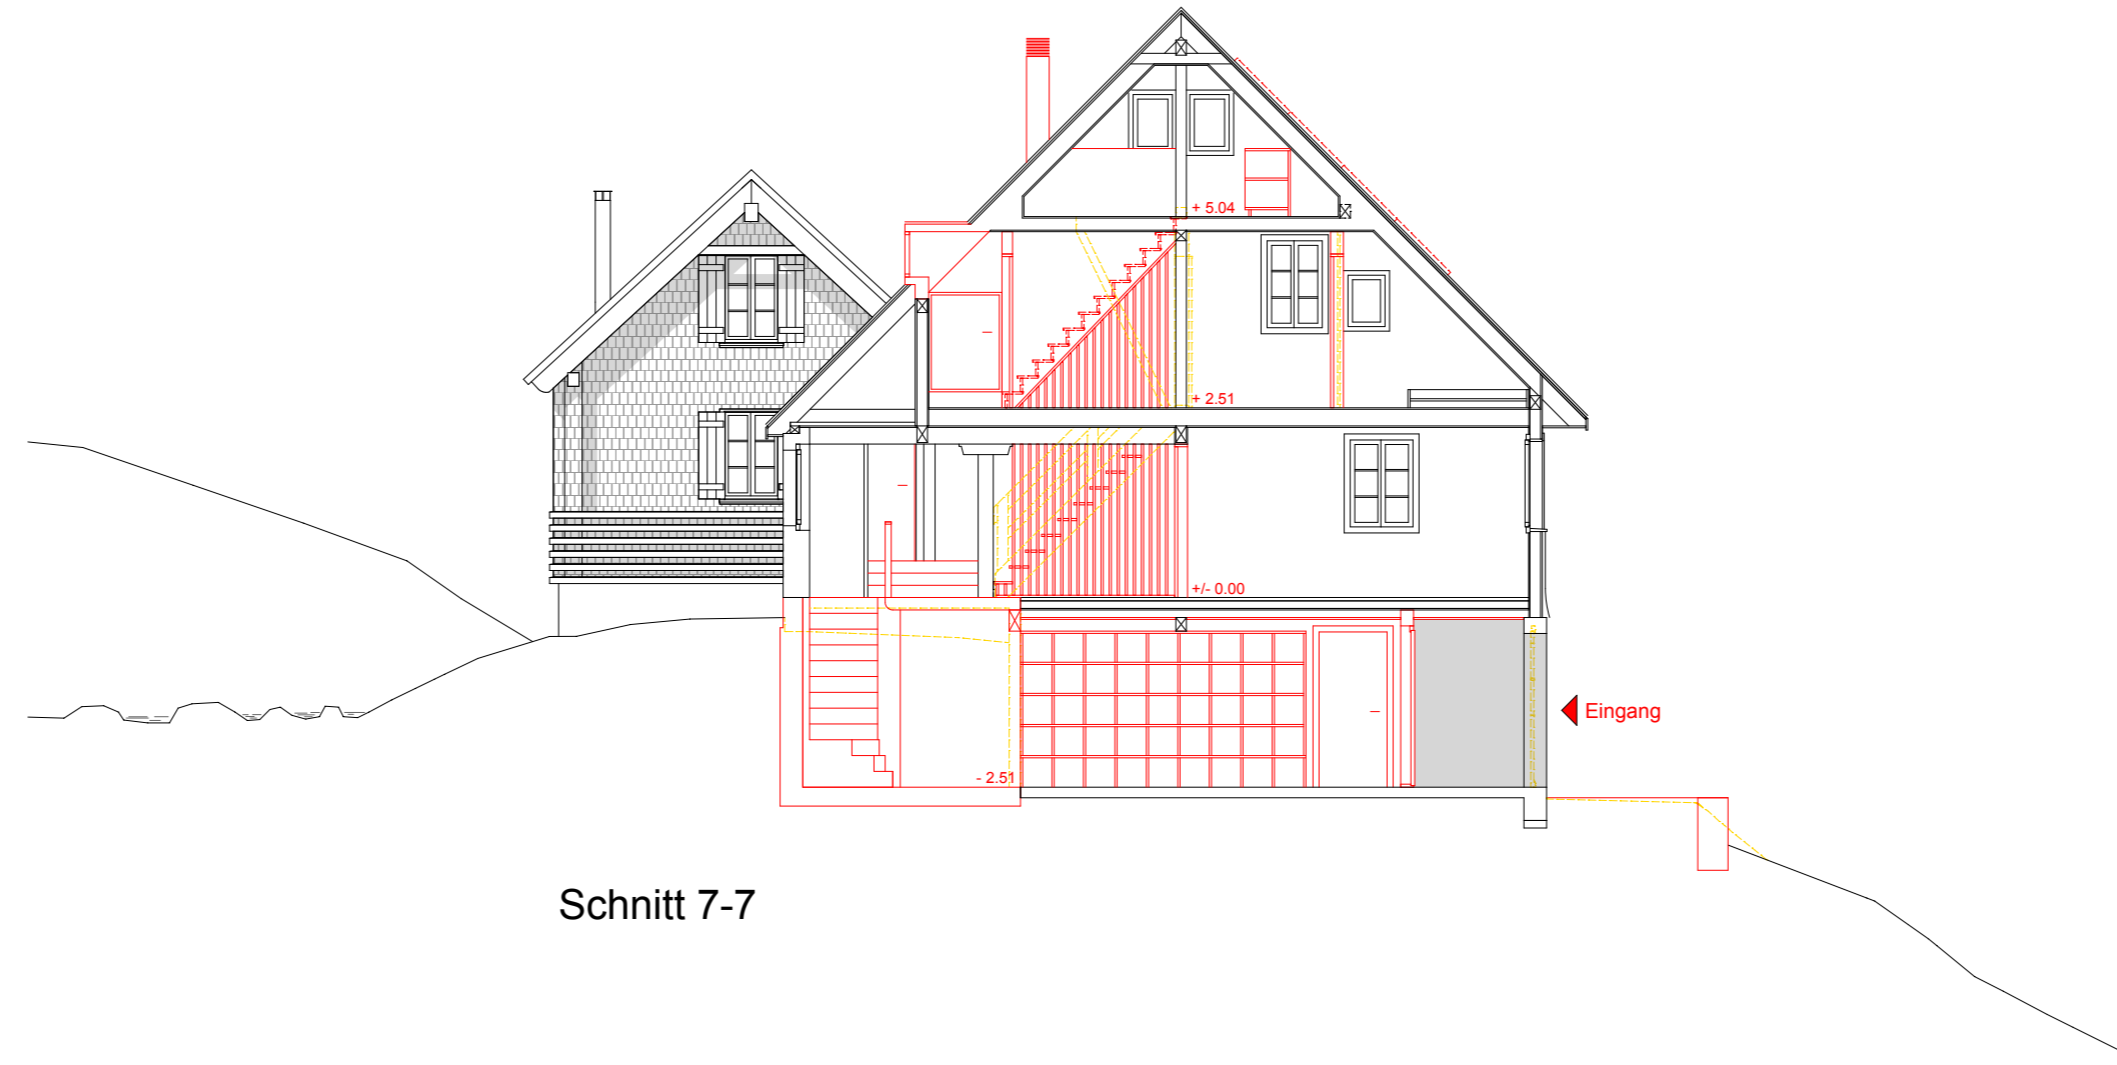 + 5.04
+ 2.51
+/- 0.00
Eingang
- 2.51
Schnitt 7-7